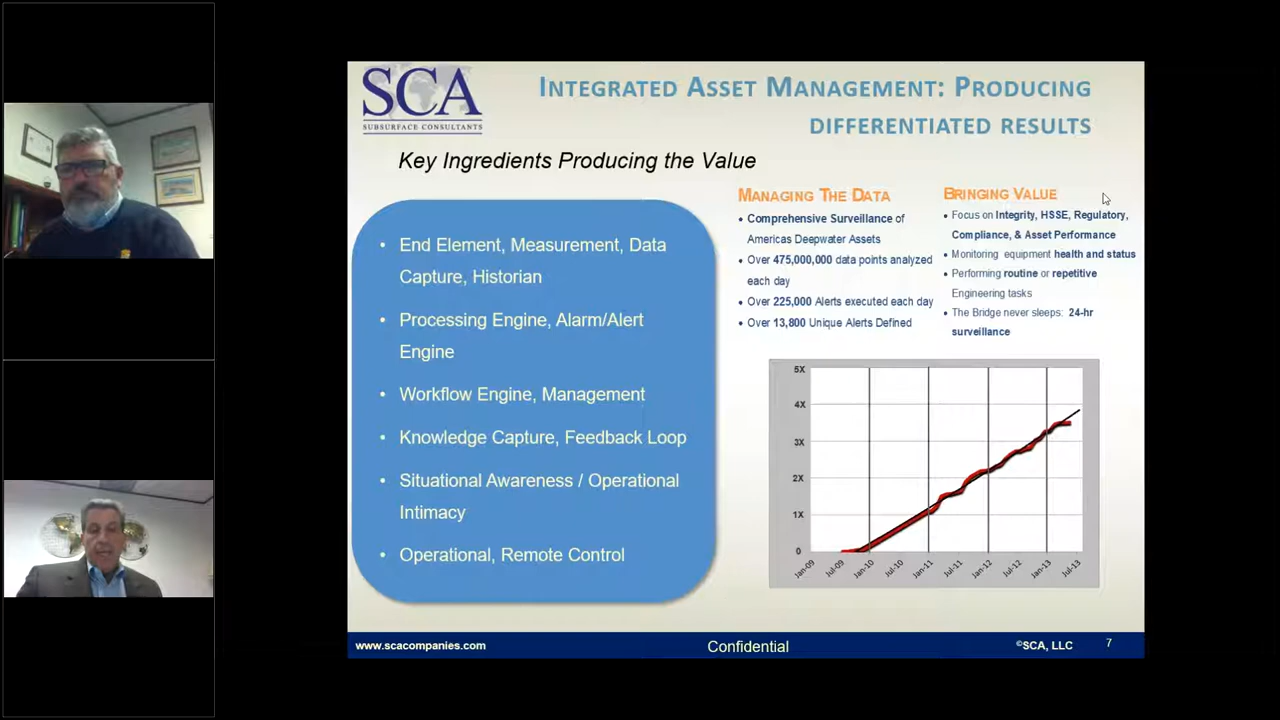 SCA
SUBSURFACE CONSULTANTS
INTEGRATED ASSET MANAGEMENT: PRODUCING
DIFFERENTIATED RESULTS
Key Ingredients Producing the Value
• End Element, Measurement, Data
Capture, Historian
• Processing Engine, Alarm/Alert
Engine
• Workflow Engine, Management
• Knowledge Capture, Feedback Loop
• Situational Awareness / Operational
Intimacy
• Operational, Remote Control
MANAGING THE DATA
• Comprehensive Surveillance of
Americas Deepwater Assets
• Over 475,000,000 data points analyzed
each day
• Over 225,000 Alerts executed each day
• Over 13,800 Unique Alerts Defined
BRINGING VALUE
• Focus on Integrity, HSSE, Regulatory,
Compliance, & Asset Performance
• Monitoring equipment health and status
• Performing routine or repetitive
Engineering tasks
• The Bridge never sleeps: 24-hr
surveillance
5X
4X
3X
2X
1X
0
Jan-09
Jul-09
Jan-10
Jul-10
Jan-11
Jul-11
Jan-12
Jul-12
Jan-13
Jul-13
www.scacompanies.com
Confidential
©SCA, LLC
7